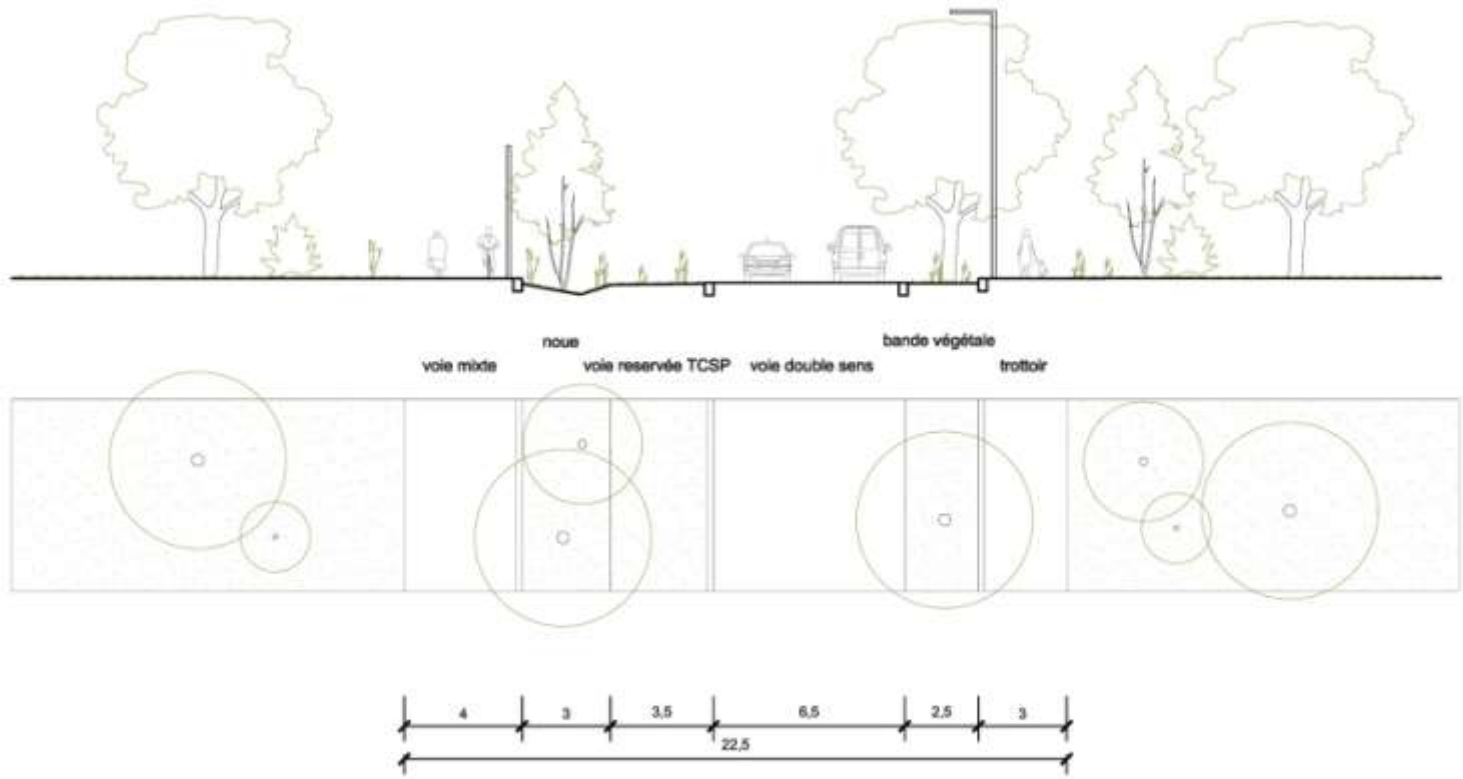 noue
bande végétale
voie mixte
voie reservée TCSP
voie double sens
trottoir
4
3
3,5
6,5
2,5
3
22,5